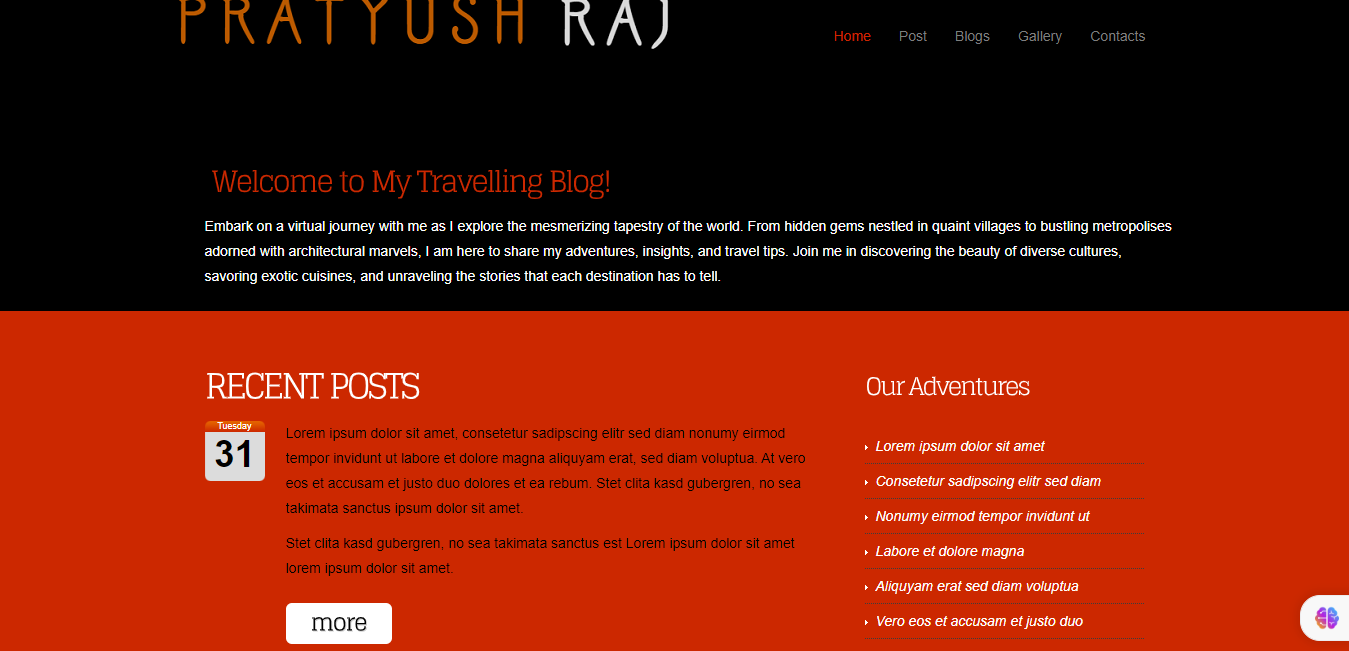 PRATYUSH RAJ
Home Post Blogs Gallery Contacts
Welcome to My Travelling Blog!
Embark on a virtual journey with me as I explore the mesmerizing tapestry of the world. From hidden gems nestled in quaint villages to bustling metropolises
adorned with architectural marvels, I am here to share my adventures, insights, and travel tips. Join me in discovering the beauty of diverse cultures,
savoring exotic cuisines, and unraveling the stories that each destination has to tell.
RECENT POSTS
Tuesday
31
Lorem ipsum dolor sit amet, consetetur sadipscing elitr sed diam nonumy eirmod
tempor invidunt ut labore et dolore magna aliquyam erat, sed diam voluptua. At vero
eos et accusam et justo duo dolores et ea rebum. Stet clita kasd gubergren, no sea
takimata sanctus ipsum dolor sit amet.
Stet clita kasd gubergren, no sea takimata sanctus est Lorem ipsum dolor sit amet
lorem ipsum dolor sit amet.
more
Our Adventures
Lorem ipsum dolor sit amet
Consetetur sadipscing elitr sed diam
Nonumy eirmod tempor invidunt ut
Labore et dolore magna
Aliquyam erat sed diam voluptua
Vero eos et accusam et justo duo